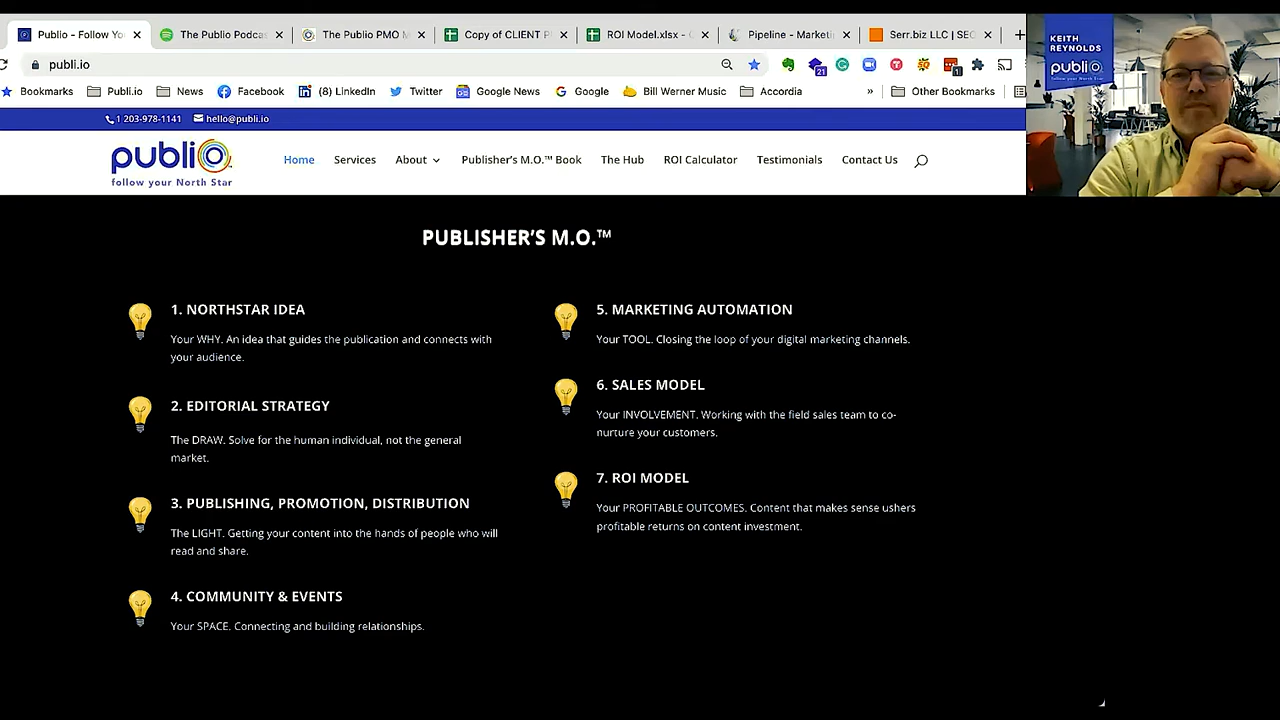 Publio - Follow Yo
The Publio Podcas
The Publio PMO M
Copy of CLIENT P
ROI Model.xlsx - G
Pipeline - Marketi
Serr.biz LLC | SEO
publi.io
21
1
Bookmarks
Publi.io
News
Facebook
(8) LinkedIn
Twitter
Google News
Google
Bill Werner Music
Accordia
»
Other Bookmarks
KEITH
REYNOLDS
publiO
follow your North Star
1 203-978-1141
hello@publi.io
publiO
follow your North Star
Home
Services
About
Publisher's M.O.™ Book
The Hub
ROI Calculator
Testimonials
Contact Us
PUBLISHER'S M.O.™
1. NORTHSTAR IDEA
Your WHY. An idea that guides the publication and connects with
your audience.
2. EDITORIAL STRATEGY
The DRAW. Solve for the human individual, not the general
market.
3. PUBLISHING, PROMOTION, DISTRIBUTION
The LIGHT. Getting your content into the hands of people who will
read and share.
4. COMMUNITY & EVENTS
Your SPACE. Connecting and building relationships.
5. MARKETING AUTOMATION
Your TOOL. Closing the loop of your digital marketing channels.
6. SALES MODEL
Your INVOLVEMENT. Working with the field sales team to co-
nurture your customers.
7. ROI MODEL
Your PROFITABLE OUTCOMES. Content that makes sense ushers
profitable returns on content investment.